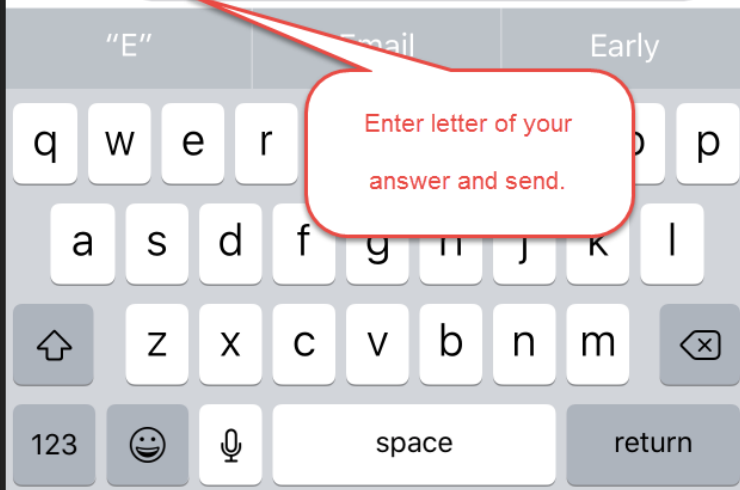 “E” Email Early
Enter letter of your
answer and send.
q w e r o p
a s d f g h j k l
z x c v b n m
123 space return